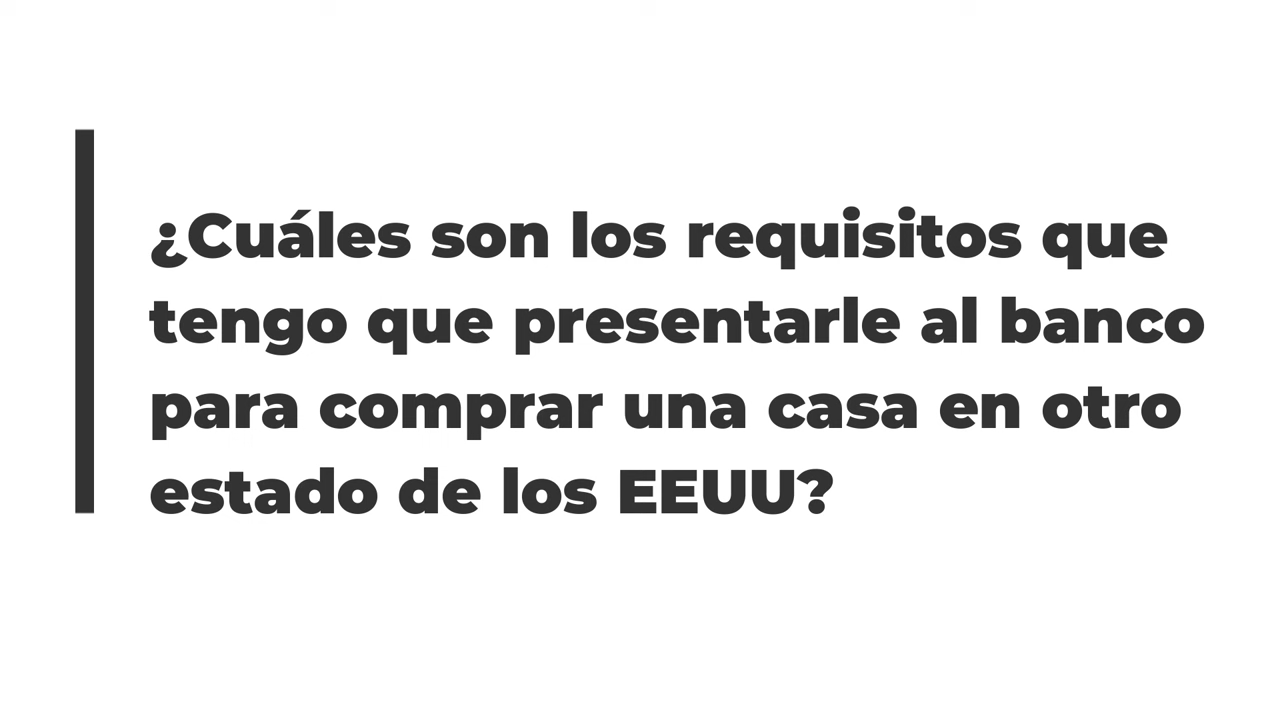 ¿Cuáles son los requisitos que
tengo que presentarle al banco
para comprar una casa en otro
estado de los EEUU?